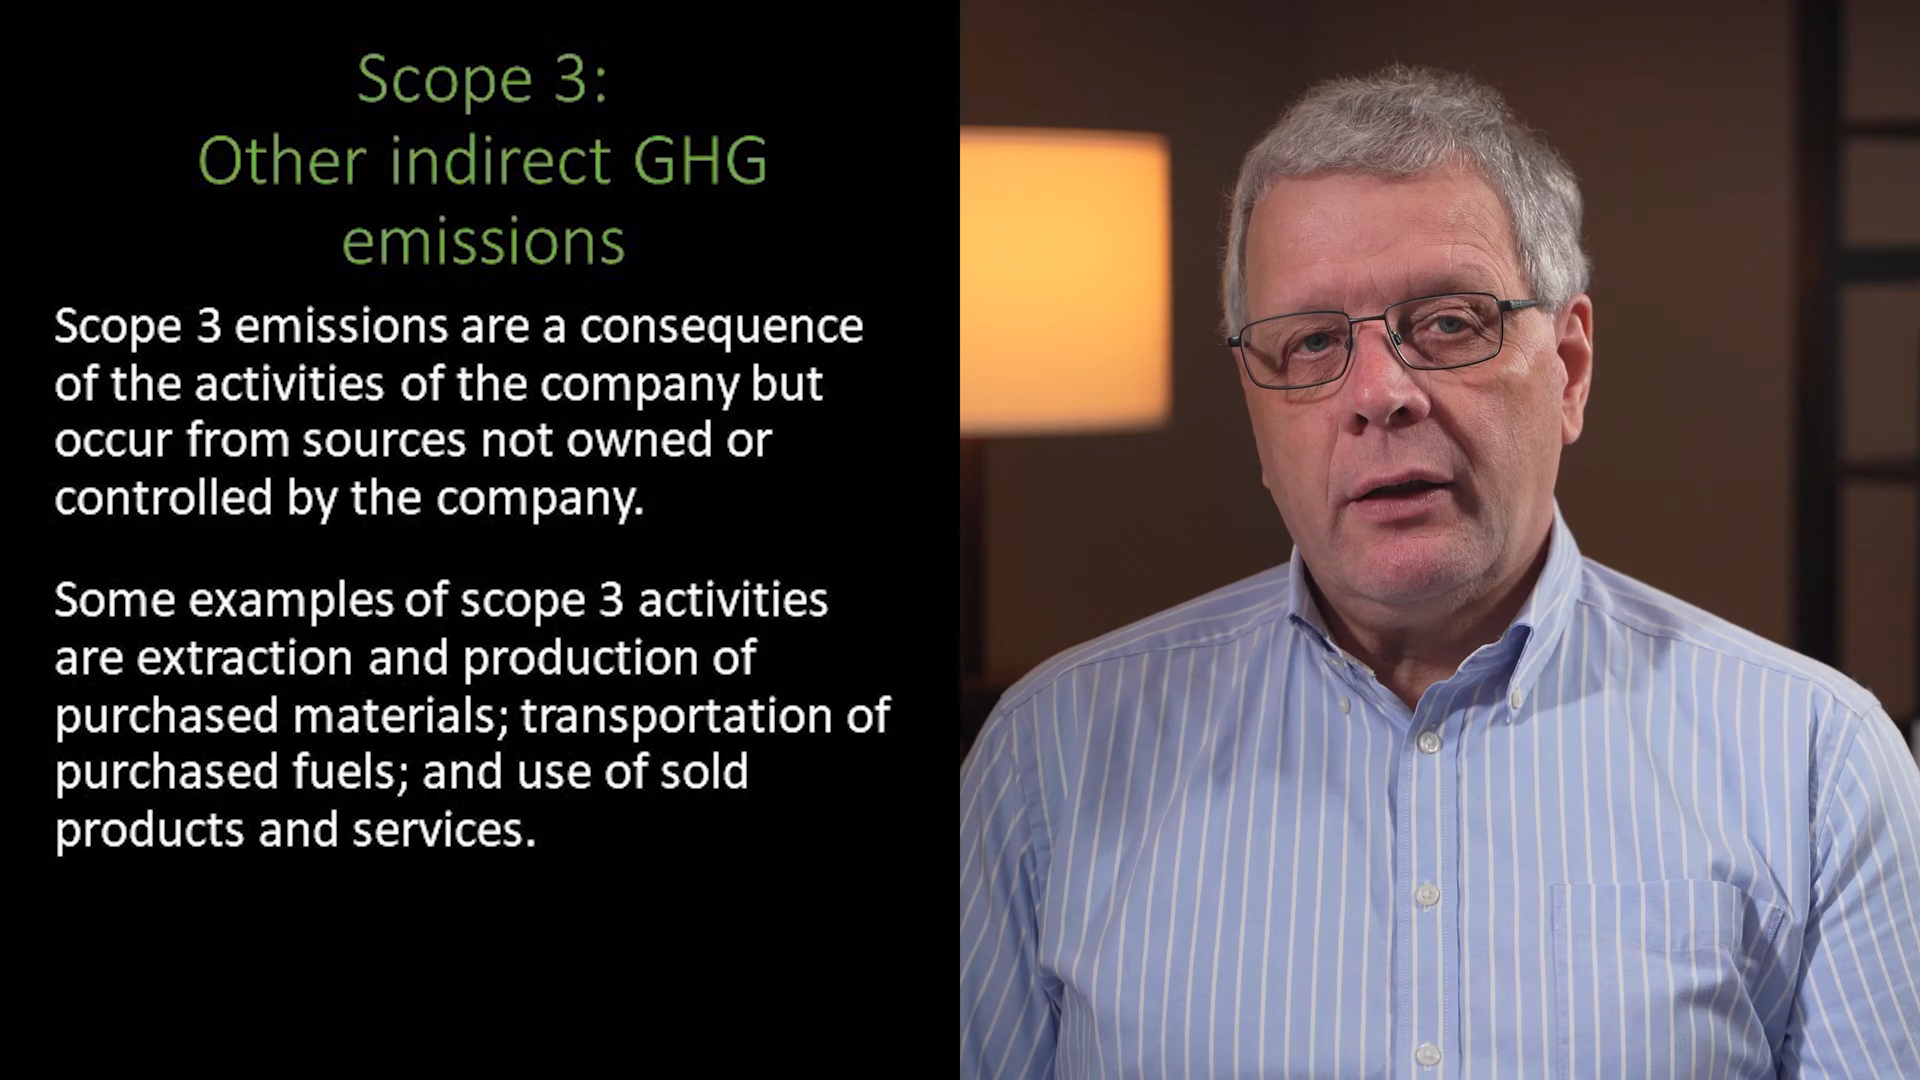 Scope 3:
Other indirect GHG
emissions
Scope 3 emissions are a consequence
of the activities of the company but
occur from sources not owned or
controlled by the company.
Some examples of scope 3 activities
are extraction and production of
purchased materials; transportation of
purchased fuels; and use of sold
products and services.